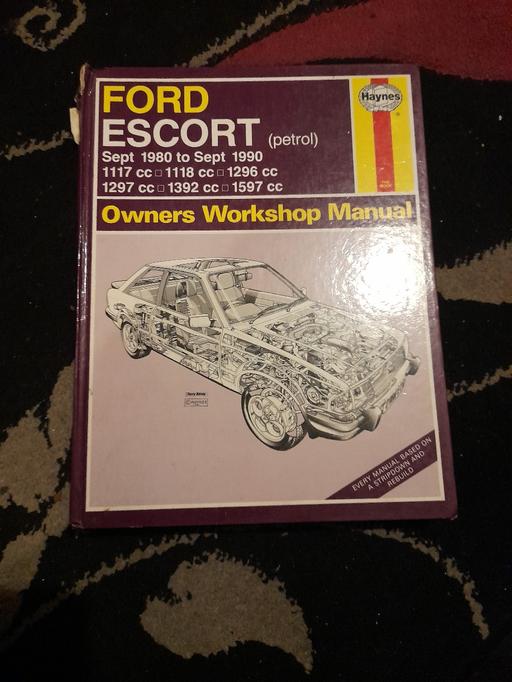 FORD
ESCORT (petrol)
Sept 1980 to Sept 1990
1117 cc □ 1118 cc □ 1296 cc
1297 cc □ 1392 cc □ 1597 cc
Haynes
Owners Workshop Manual
EVERY MANUAL BASED ON
A STRIPDOWN AND
REBUILD